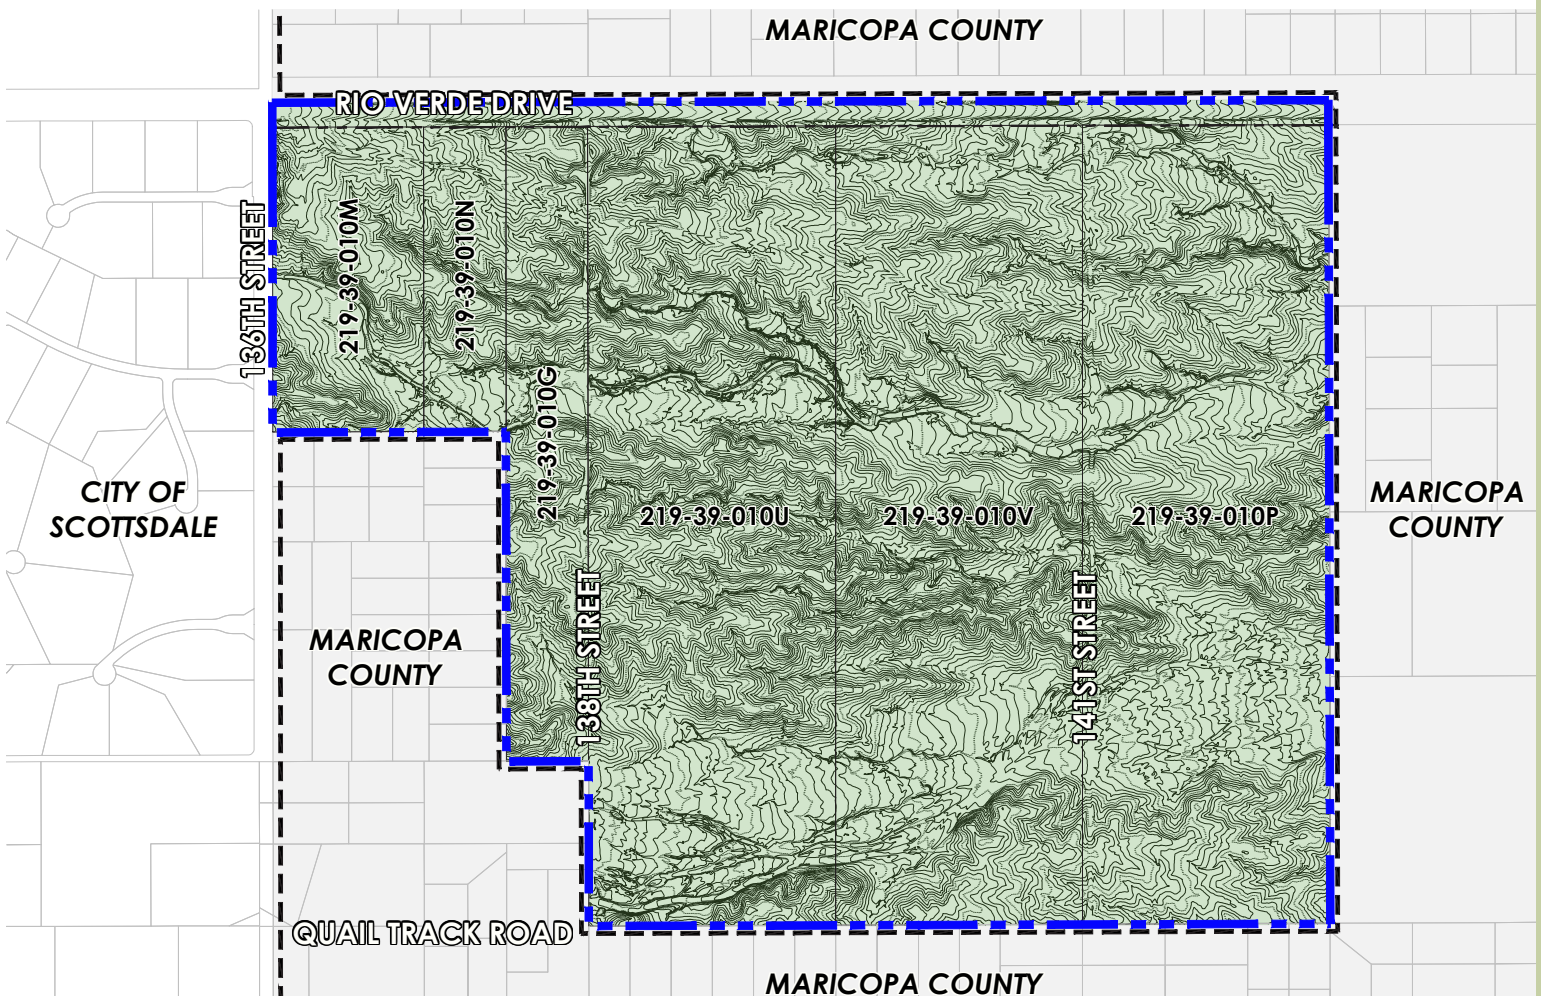 MARICOPA COUNTY
RIO VERDE DRIVE
136TH STREET
219-39-010M
219-39-010N
219-39-010G
CITY OF
SCOTTSDALE
219-39-010U
219-39-010V
219-39-010P
MARICOPA
COUNTY
MARICOPA
COUNTY
138TH STREET
141ST STREET
QUAIL TRACK ROAD
MARICOPA COUNTY